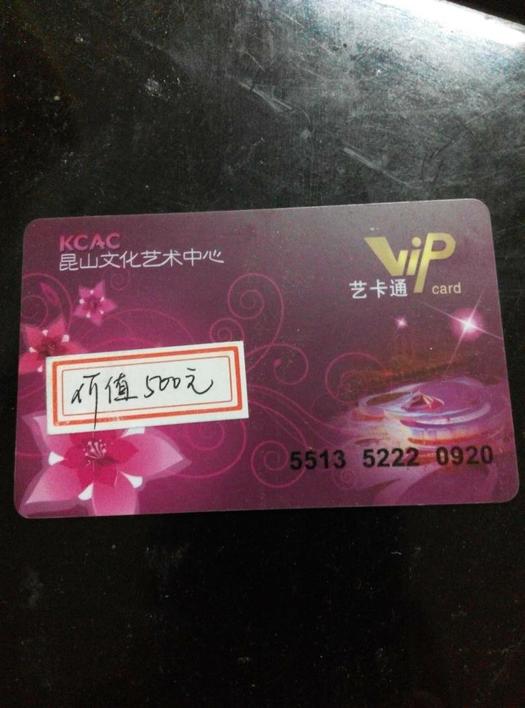 KCAC
昆山文化艺术中心
ViP
艺卡通 card
价值500元
5513 5222 0920